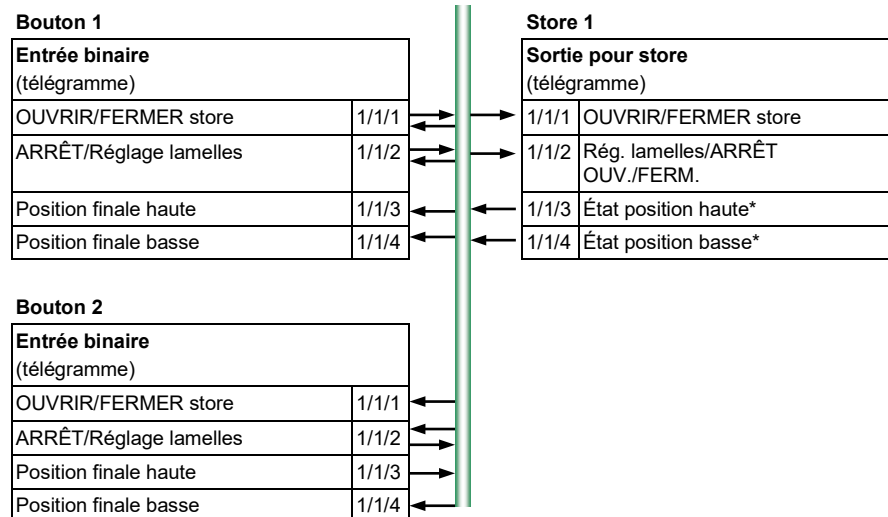 Bouton 1
Entrée binaire
(télégramme)
OUVRIR/FERMER store 1/1/1
ARRÊT/Réglage lamelles 1/1/2
Position finale haute 1/1/3
Position finale basse 1/1/4
Store 1
Sortie pour store
(télégramme)
1/1/1 OUVRIR/FERMER store
1/1/2 Rég. lamelles/ARRÊT
OUV./FERM.
1/1/3 État position haute*
1/1/4 État position basse*
Bouton 2
Entrée binaire
(télégramme)
OUVRIR/FERMER store 1/1/1
ARRÊT/Réglage lamelles 1/1/2
Position finale haute 1/1/3
Position finale basse 1/1/4